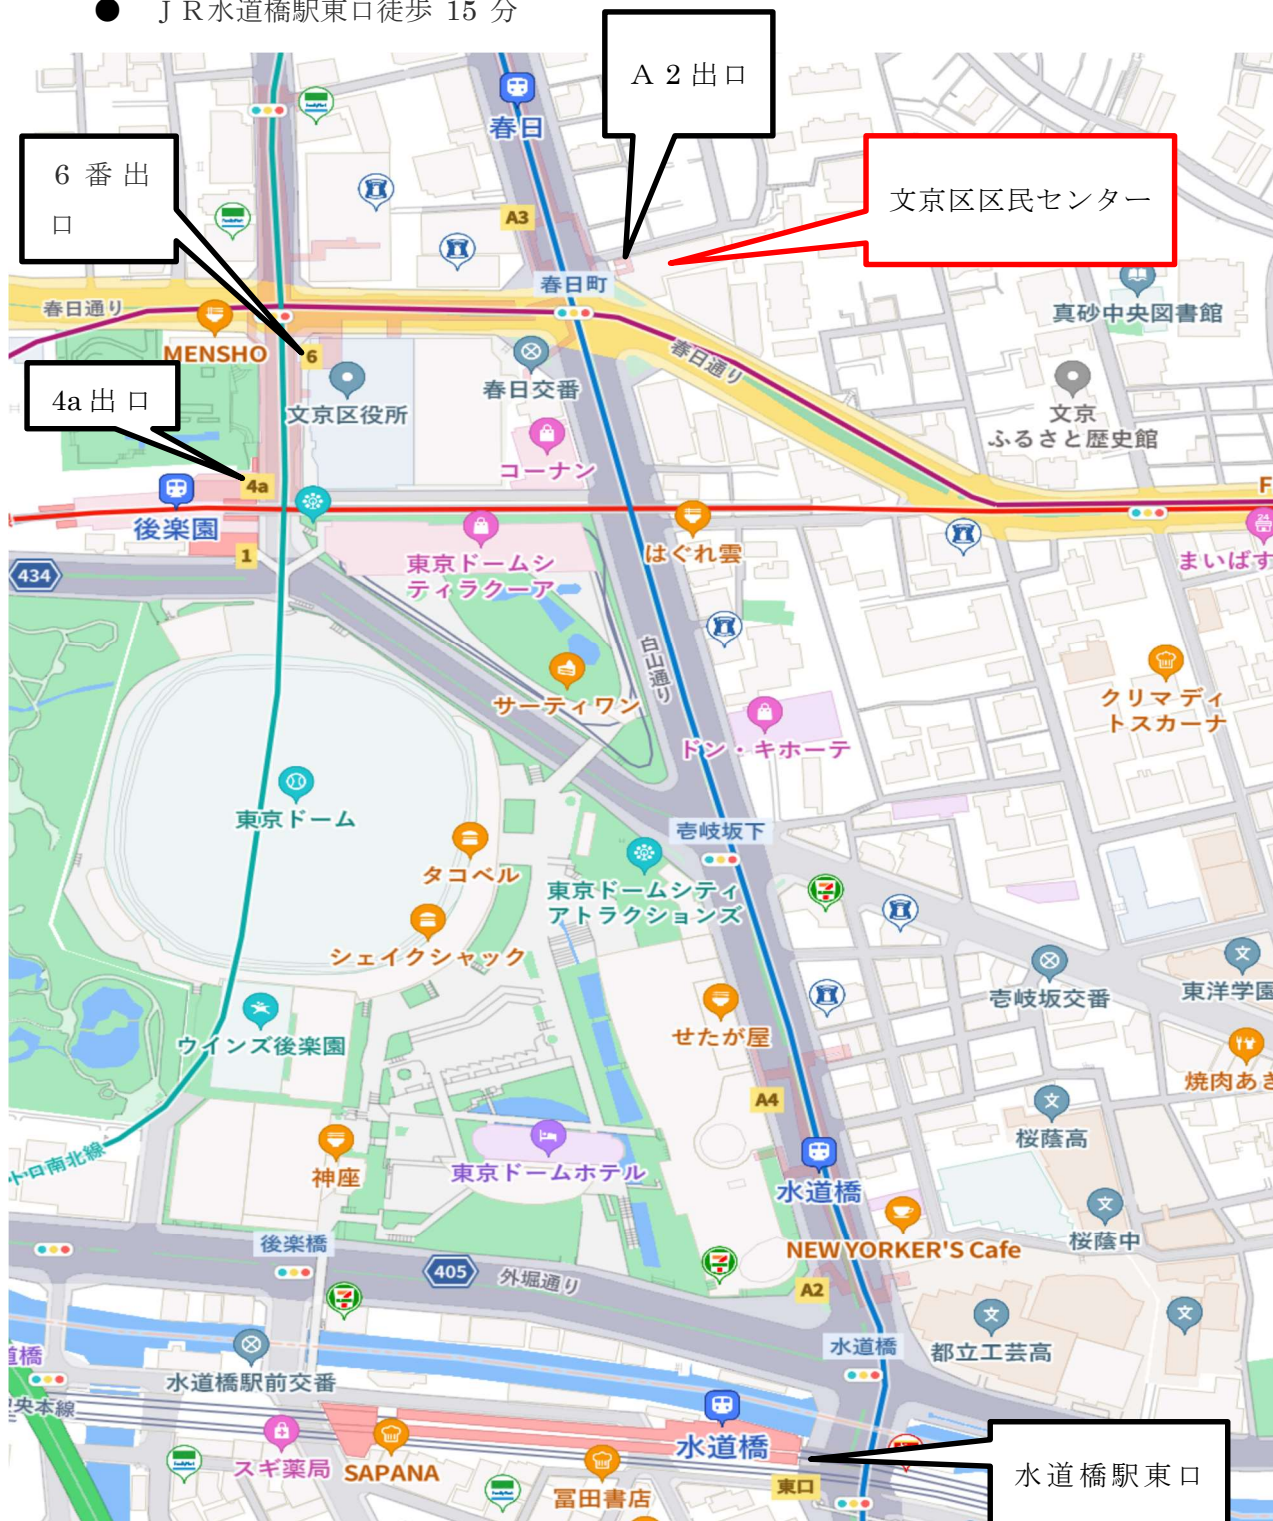 ● ＪＲ水道橋駅東口徒歩 15 分
A 2 出口
春日
6 番 出
口
文京区区民センター
A3
春日町
真砂中央図書館
春日通り
MENSHO
6
春日通り
春日交番
文京区役所
4a 出 口
文京
ふるさと歴史館
コーナン
4a
後楽園
はぐれ雲
東京ドームシ
ティラクーア
1
まいばす
434
白山通り
サーティワン
クリマ ディ
トスカーナ
ドン・キホーテ
東京ドーム
壱岐坂下
タコベル
東京ドームシティ
アトラクションズ
シェイクシャック
壱岐坂交番
東洋学園
せたが屋
ウインズ後楽園
焼肉あき
A4
桜蔭高
トロ南北線
神座
東京ドームホテル
水道橋
桜蔭中
後楽橋
NEW YORKER'S Cafe
405
外堀通り
A2
水道橋
都立工芸高
道橋
水道橋駅前交番
央本線
水道橋
スギ薬局
SAPANA
水道橋駅東口
東口
冨田書店